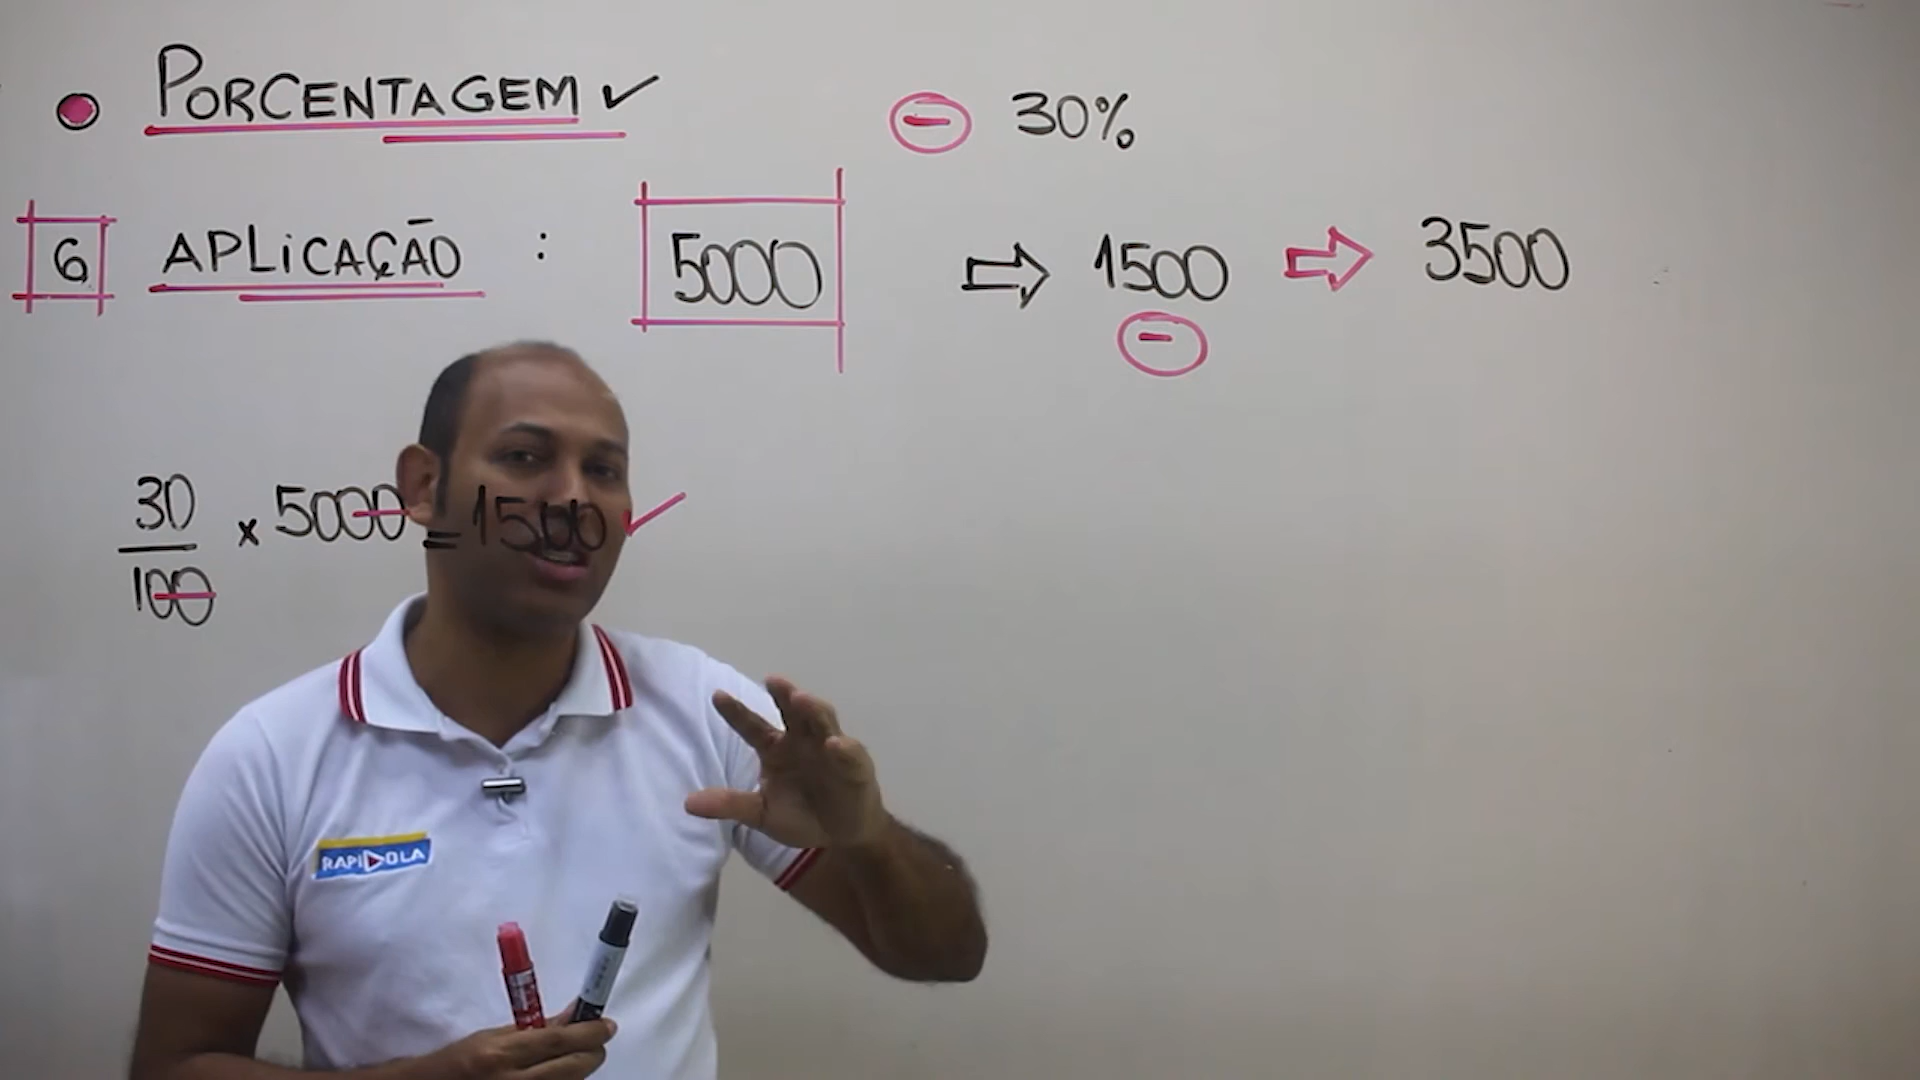 PORCENTAGEM ✓
⊖ 30%
6 APLICAÇÃO : 5000 ⇨ 1500 ⇨ 3500
⊖
30/100 x 5000 = 1500 ✓
RAPIDOLA